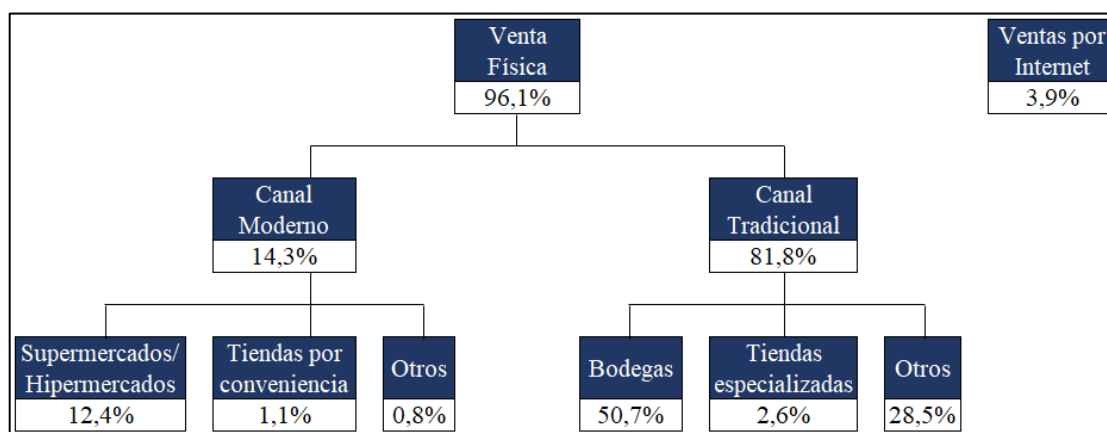 Venta
Física
96,1%
Ventas por
Internet
3,9%
Canal
Moderno
14,3%
Canal
Tradicional
81,8%
Supermercados/
Hipermercados
12,4%
Tiendas por
conveniencia
1,1%
Otros
0,8%
Bodegas
50,7%
Tiendas
especializadas
2,6%
Otros
28,5%